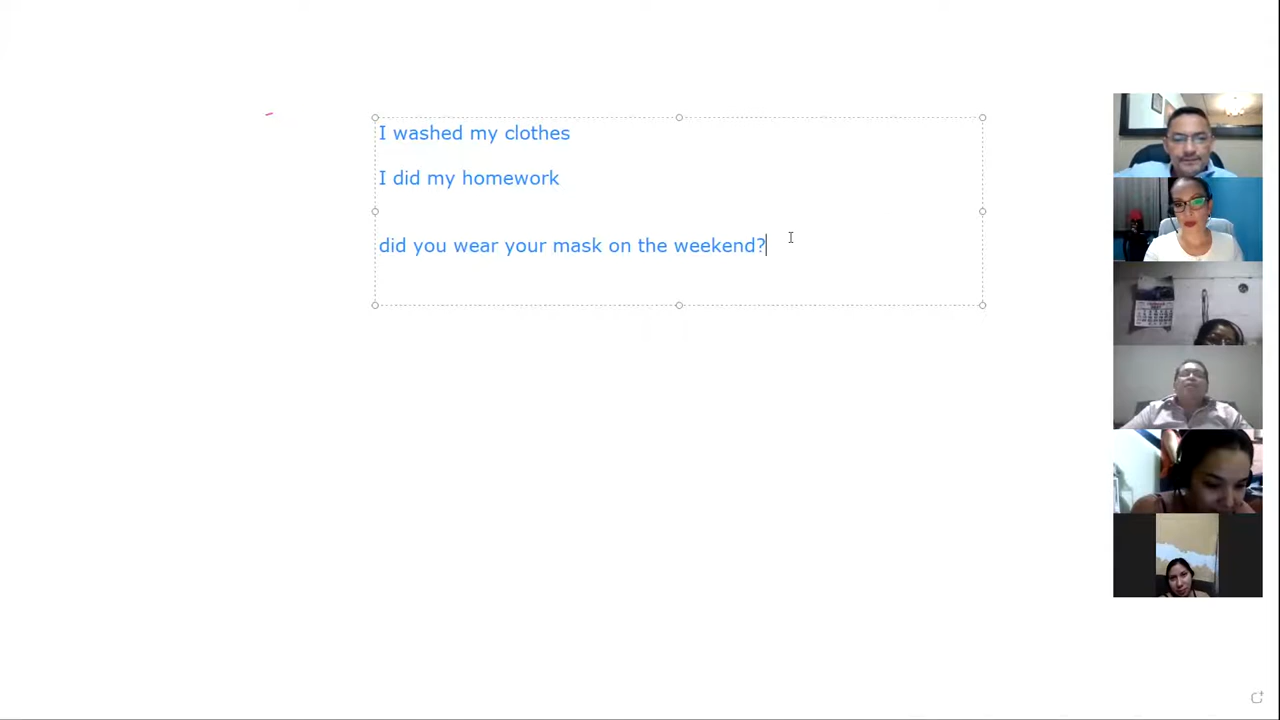 I washed my clothes
I did my homework
did you wear your mask on the weekend?